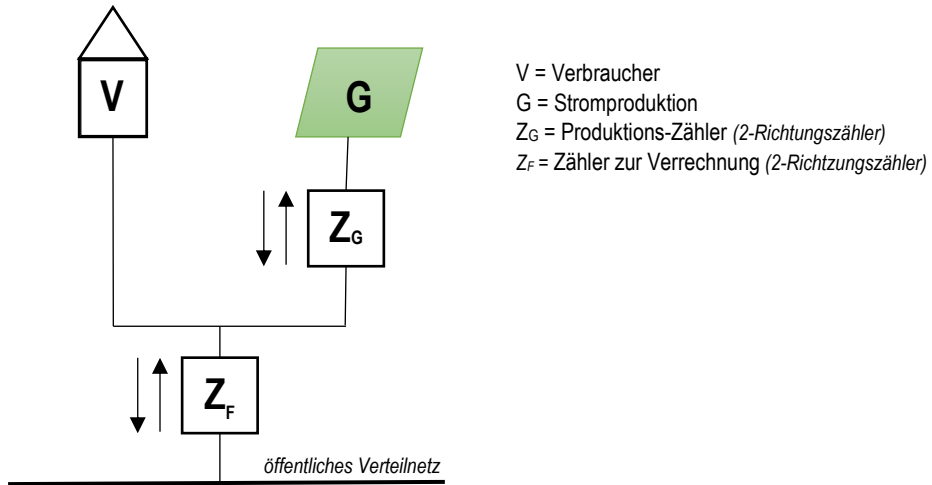 V
G
V = Verbraucher
G = Stromproduktion
ZG = Produktions-Zähler (2-Richtungszähler)
ZF = Zähler zur Verrechnung (2-Richtzungszähler)
ZG
ZF
öffentliches Verteilnetz